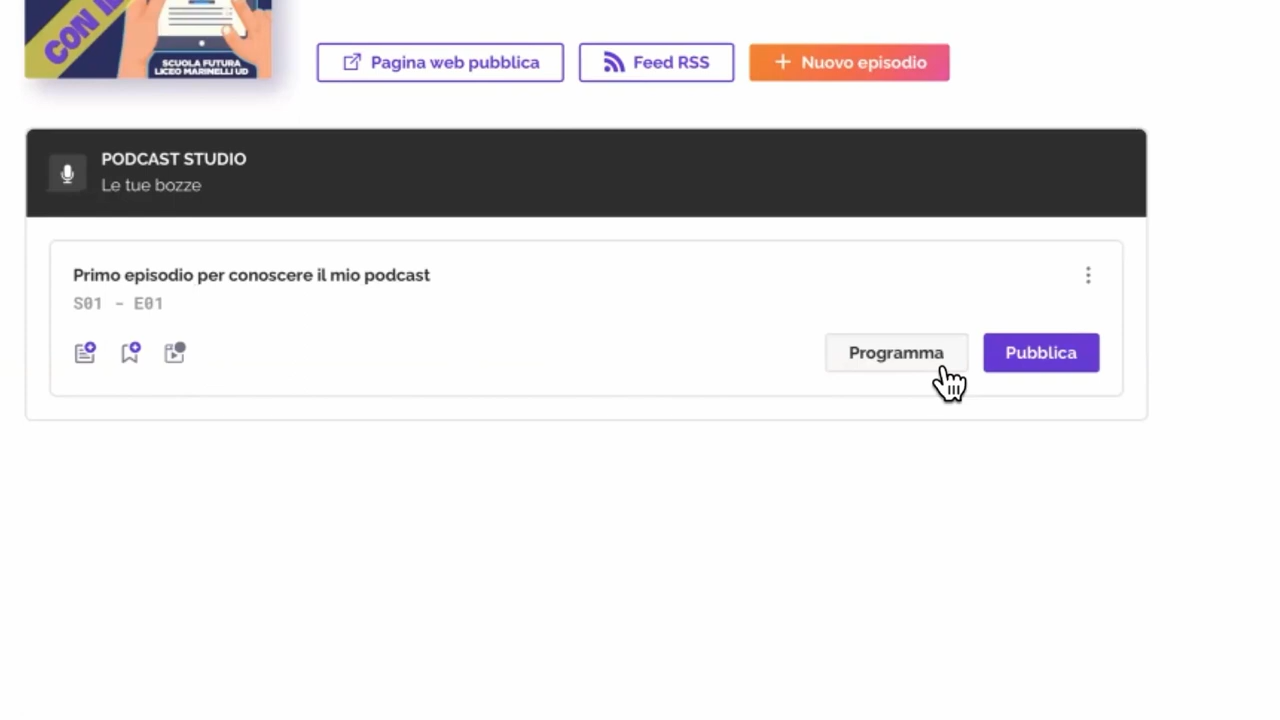 CON
SCUOLA FUTURA
LICEO MARINELLI UD
Pagina web pubblica
Feed RSS
+ Nuovo episodio
PODCAST STUDIO
Le tue bozze
Primo episodio per conoscere il mio podcast
S01 - E01
Programma
Pubblica